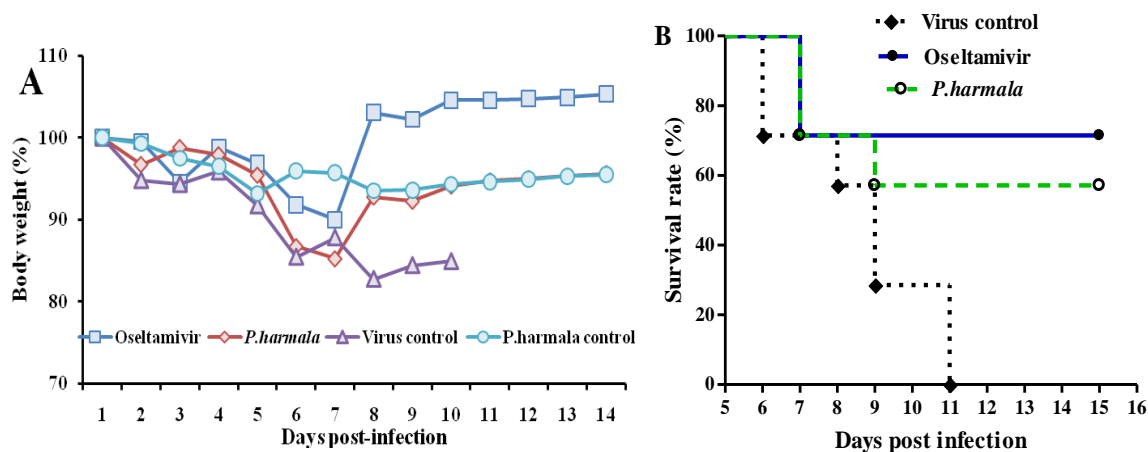 A
Body weight (%)
110
100
90
80
70
Oseltamivir P.harmala Virus control P.harmala control
1 2 3 4 5 6 7 8 9 10 11 12 13 14
Days post-infection
B
Virus control
Oseltamivir
P.harmala
Survival rate (%)
100
80
60
40
20
0
5 6 7 8 9 10 11 12 13 14 15 16
Days post infection